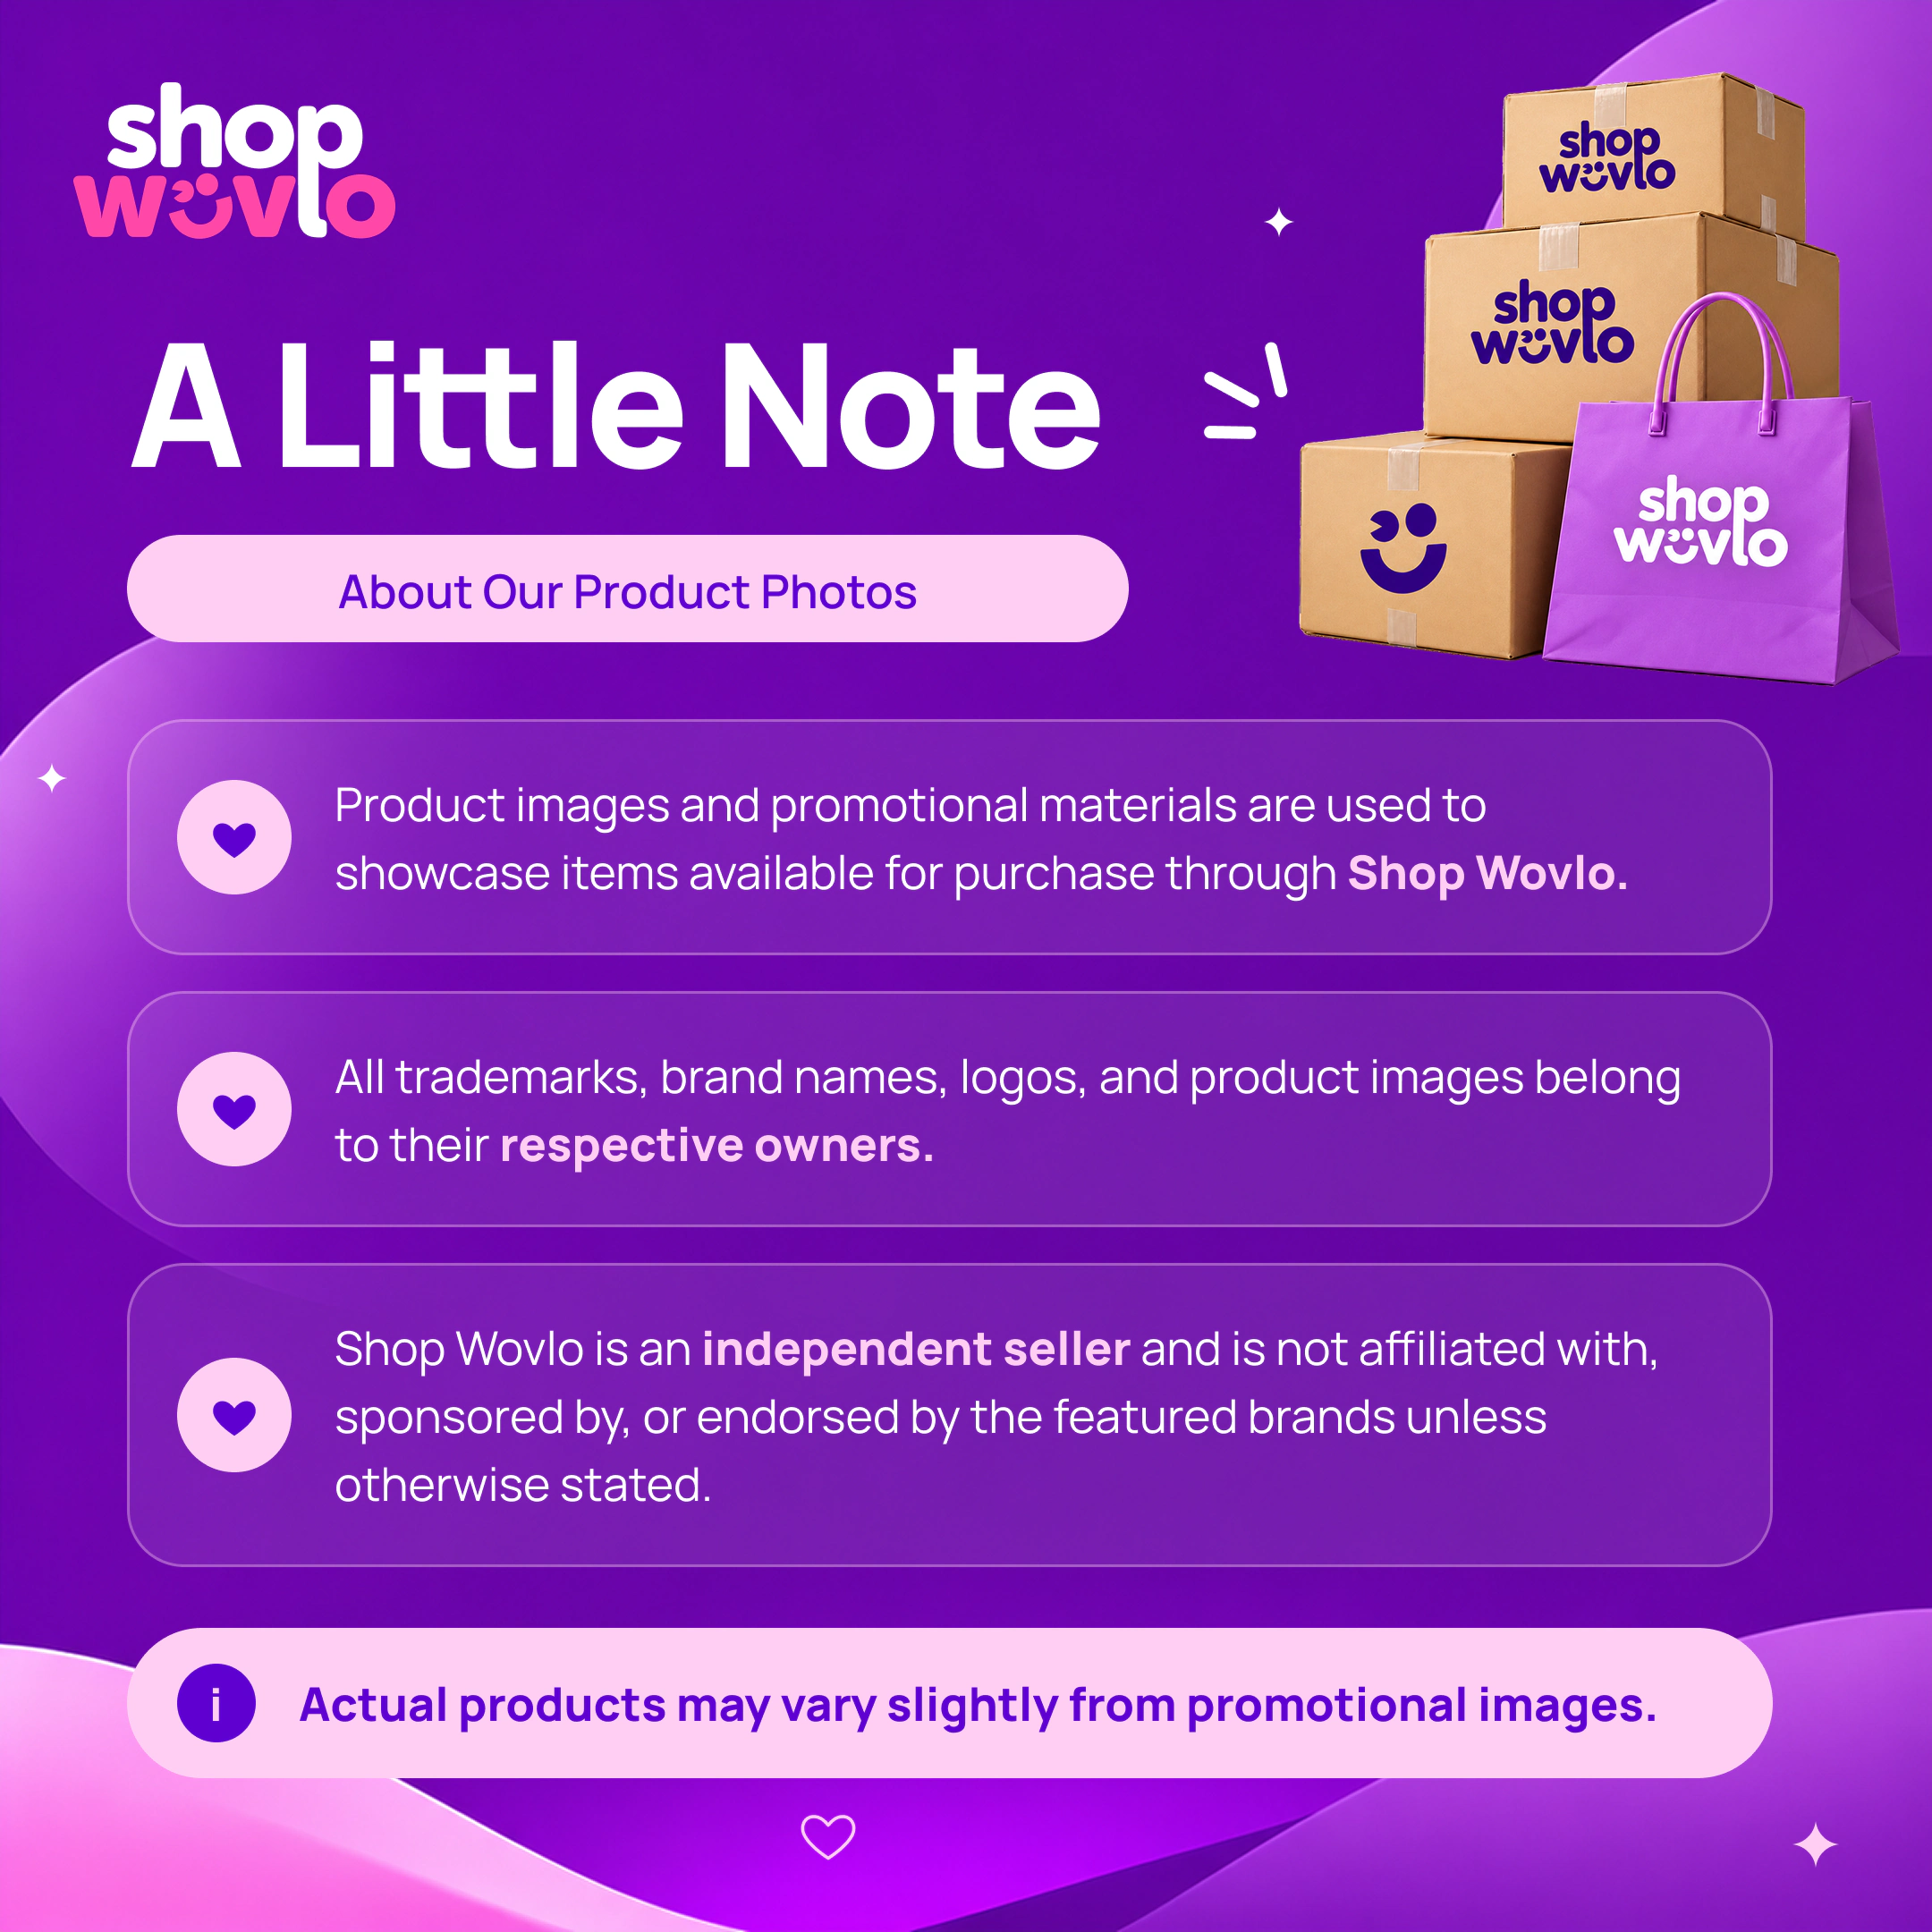 shop
wovlo
shop
wovlo
shop
wovlo
shop
wovlo
A Little Note
About Our Product Photos
Product images and promotional materials are used to
showcase items available for purchase through Shop Wovlo.
All trademarks, brand names, logos, and product images belong
to their respective owners.
Shop Wovlo is an independent seller and is not affiliated with,
sponsored by, or endorsed by the featured brands unless
otherwise stated.
i Actual products may vary slightly from promotional images.